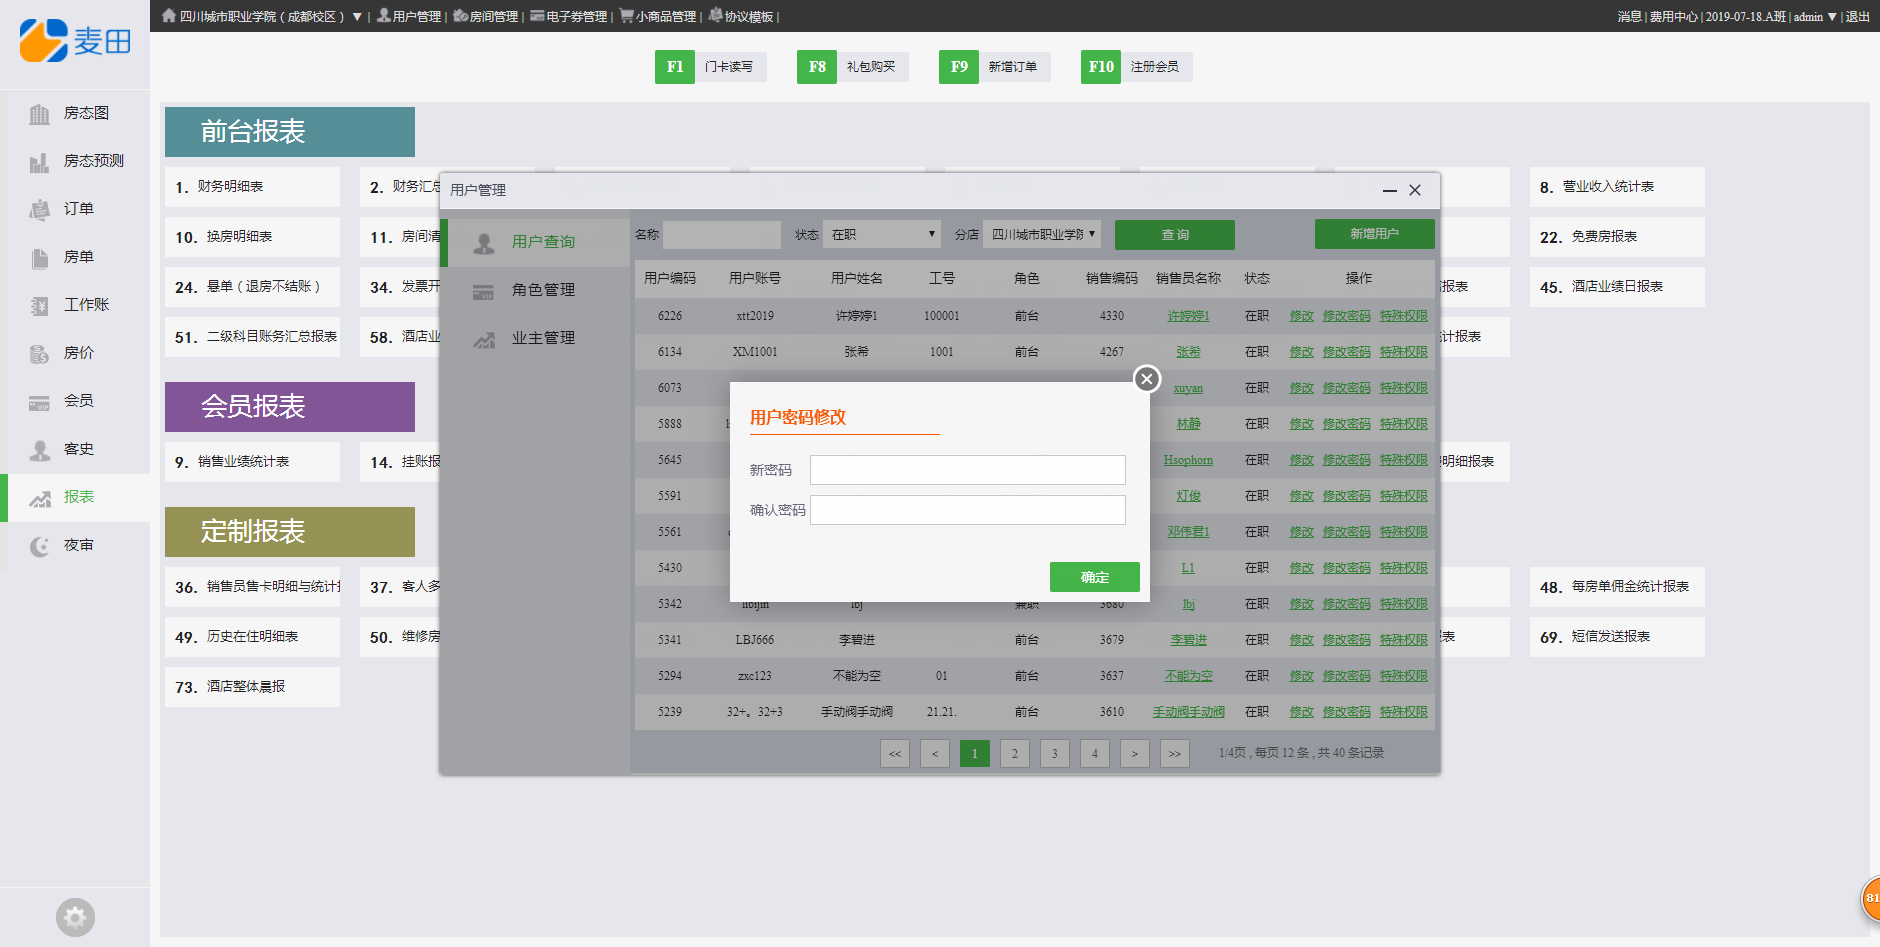 四川城市职业学院（成都校区） ▼ | 用户管理 | 房间管理 | 电子券管理 | 小商品管理 | 协议模板 |
消息 | 费用中心 | 2019-07-18.A班 | admin ▼ | 退出
麦田
F1 门卡读写 F8 礼包购买 F9 新增订单 F10 注册会员
房态图
房态预测
订单
房单
工作账
房价
会员
客史
报表
夜审
前台报表
1. 财务明细表
2. 财务汇总
8. 营业收入统计表
10. 换房明细表
11. 房间清
22. 免费房报表
24. 悬单（退房不结账）
34. 发票开
报表
45. 酒店业绩日报表
51. 二级科目账务汇总报表
58. 酒店业
计报表
会员报表
9. 销售业绩统计表
14. 挂账报
明细报表
定制报表
36. 销售员售卡明细与统计
37. 客人多
48. 每房单佣金统计报表
49. 历史在住明细表
50. 维修房
表
69. 短信发送报表
73. 酒店整体晨报
用户管理
用户查询
角色管理
业主管理
名称 状态 在职 ▼ 分店 四川城市职业学院 ▼ 查询 新增用户
用户编码 用户账号 用户姓名 工号 角色 销售编码 销售员名称 状态 操作
6226 xtt2019 许婷婷1 100001 前台 4330 许婷婷1 在职 修改 修改密码 特殊权限
6134 XM1001 张希 1001 前台 4267 张希 在职 修改 修改密码 特殊权限
6073 xuyan 在职 修改 修改密码 特殊权限
5888 林静 在职 修改 修改密码 特殊权限
5645 Hsophorn 在职 修改 修改密码 特殊权限
5591 灯俊 在职 修改 修改密码 特殊权限
5561 邓伟君1 在职 修改 修改密码 特殊权限
5430 L1 在职 修改 修改密码 特殊权限
5342 libijin lbj 兼职 3680 lbj 在职 修改 修改密码 特殊权限
5341 LBJ666 李碧进 前台 3679 李碧进 在职 修改 修改密码 特殊权限
5294 zxc123 不能为空 01 前台 3637 不能为空 在职 修改 修改密码 特殊权限
5239 32+。32+3 手动阀手动阀 21.21. 前台 3610 手动阀手动阀 在职 修改 修改密码 特殊权限
<< < 1 2 3 4 > >> 1/4页 , 每页 12 条 , 共 40 条记录
用户密码修改
新密码
确认密码
确定
81